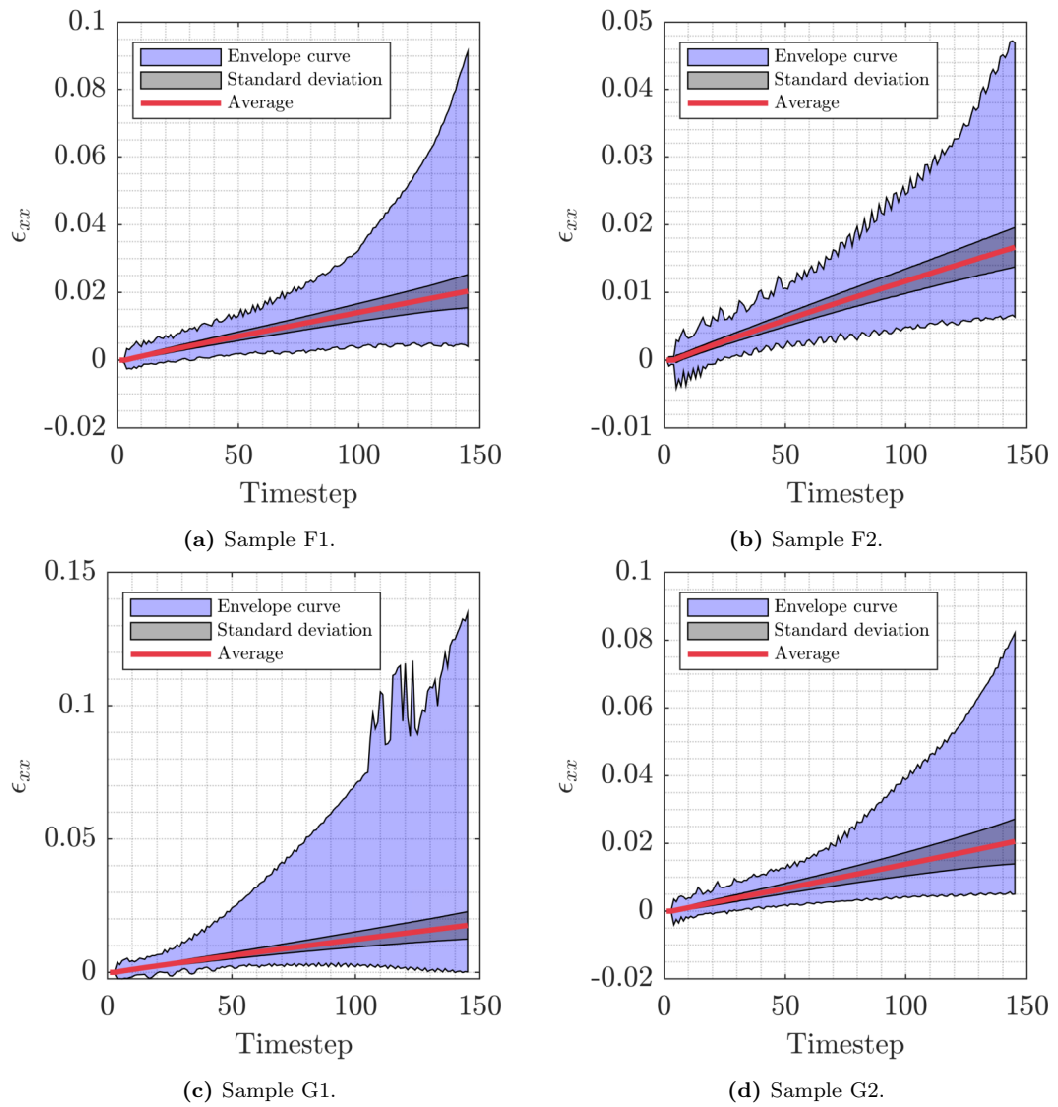 0.1
0.08
0.06
0.04
0.02
0
-0.02
ϵxx
Envelope curve
Standard deviation
Average
0 50 100 150
Timestep
(a) Sample F1.
0.05
0.04
0.03
0.02
0.01
0
-0.01
ϵxx
Envelope curve
Standard deviation
Average
0 50 100 150
Timestep
(b) Sample F2.
0.15
0.1
0.05
0
ϵxx
Envelope curve
Standard deviation
Average
0 50 100 150
Timestep
(c) Sample G1.
0.1
0.08
0.06
0.04
0.02
0
-0.02
ϵxx
Envelope curve
Standard deviation
Average
0 50 100 150
Timestep
(d) Sample G2.